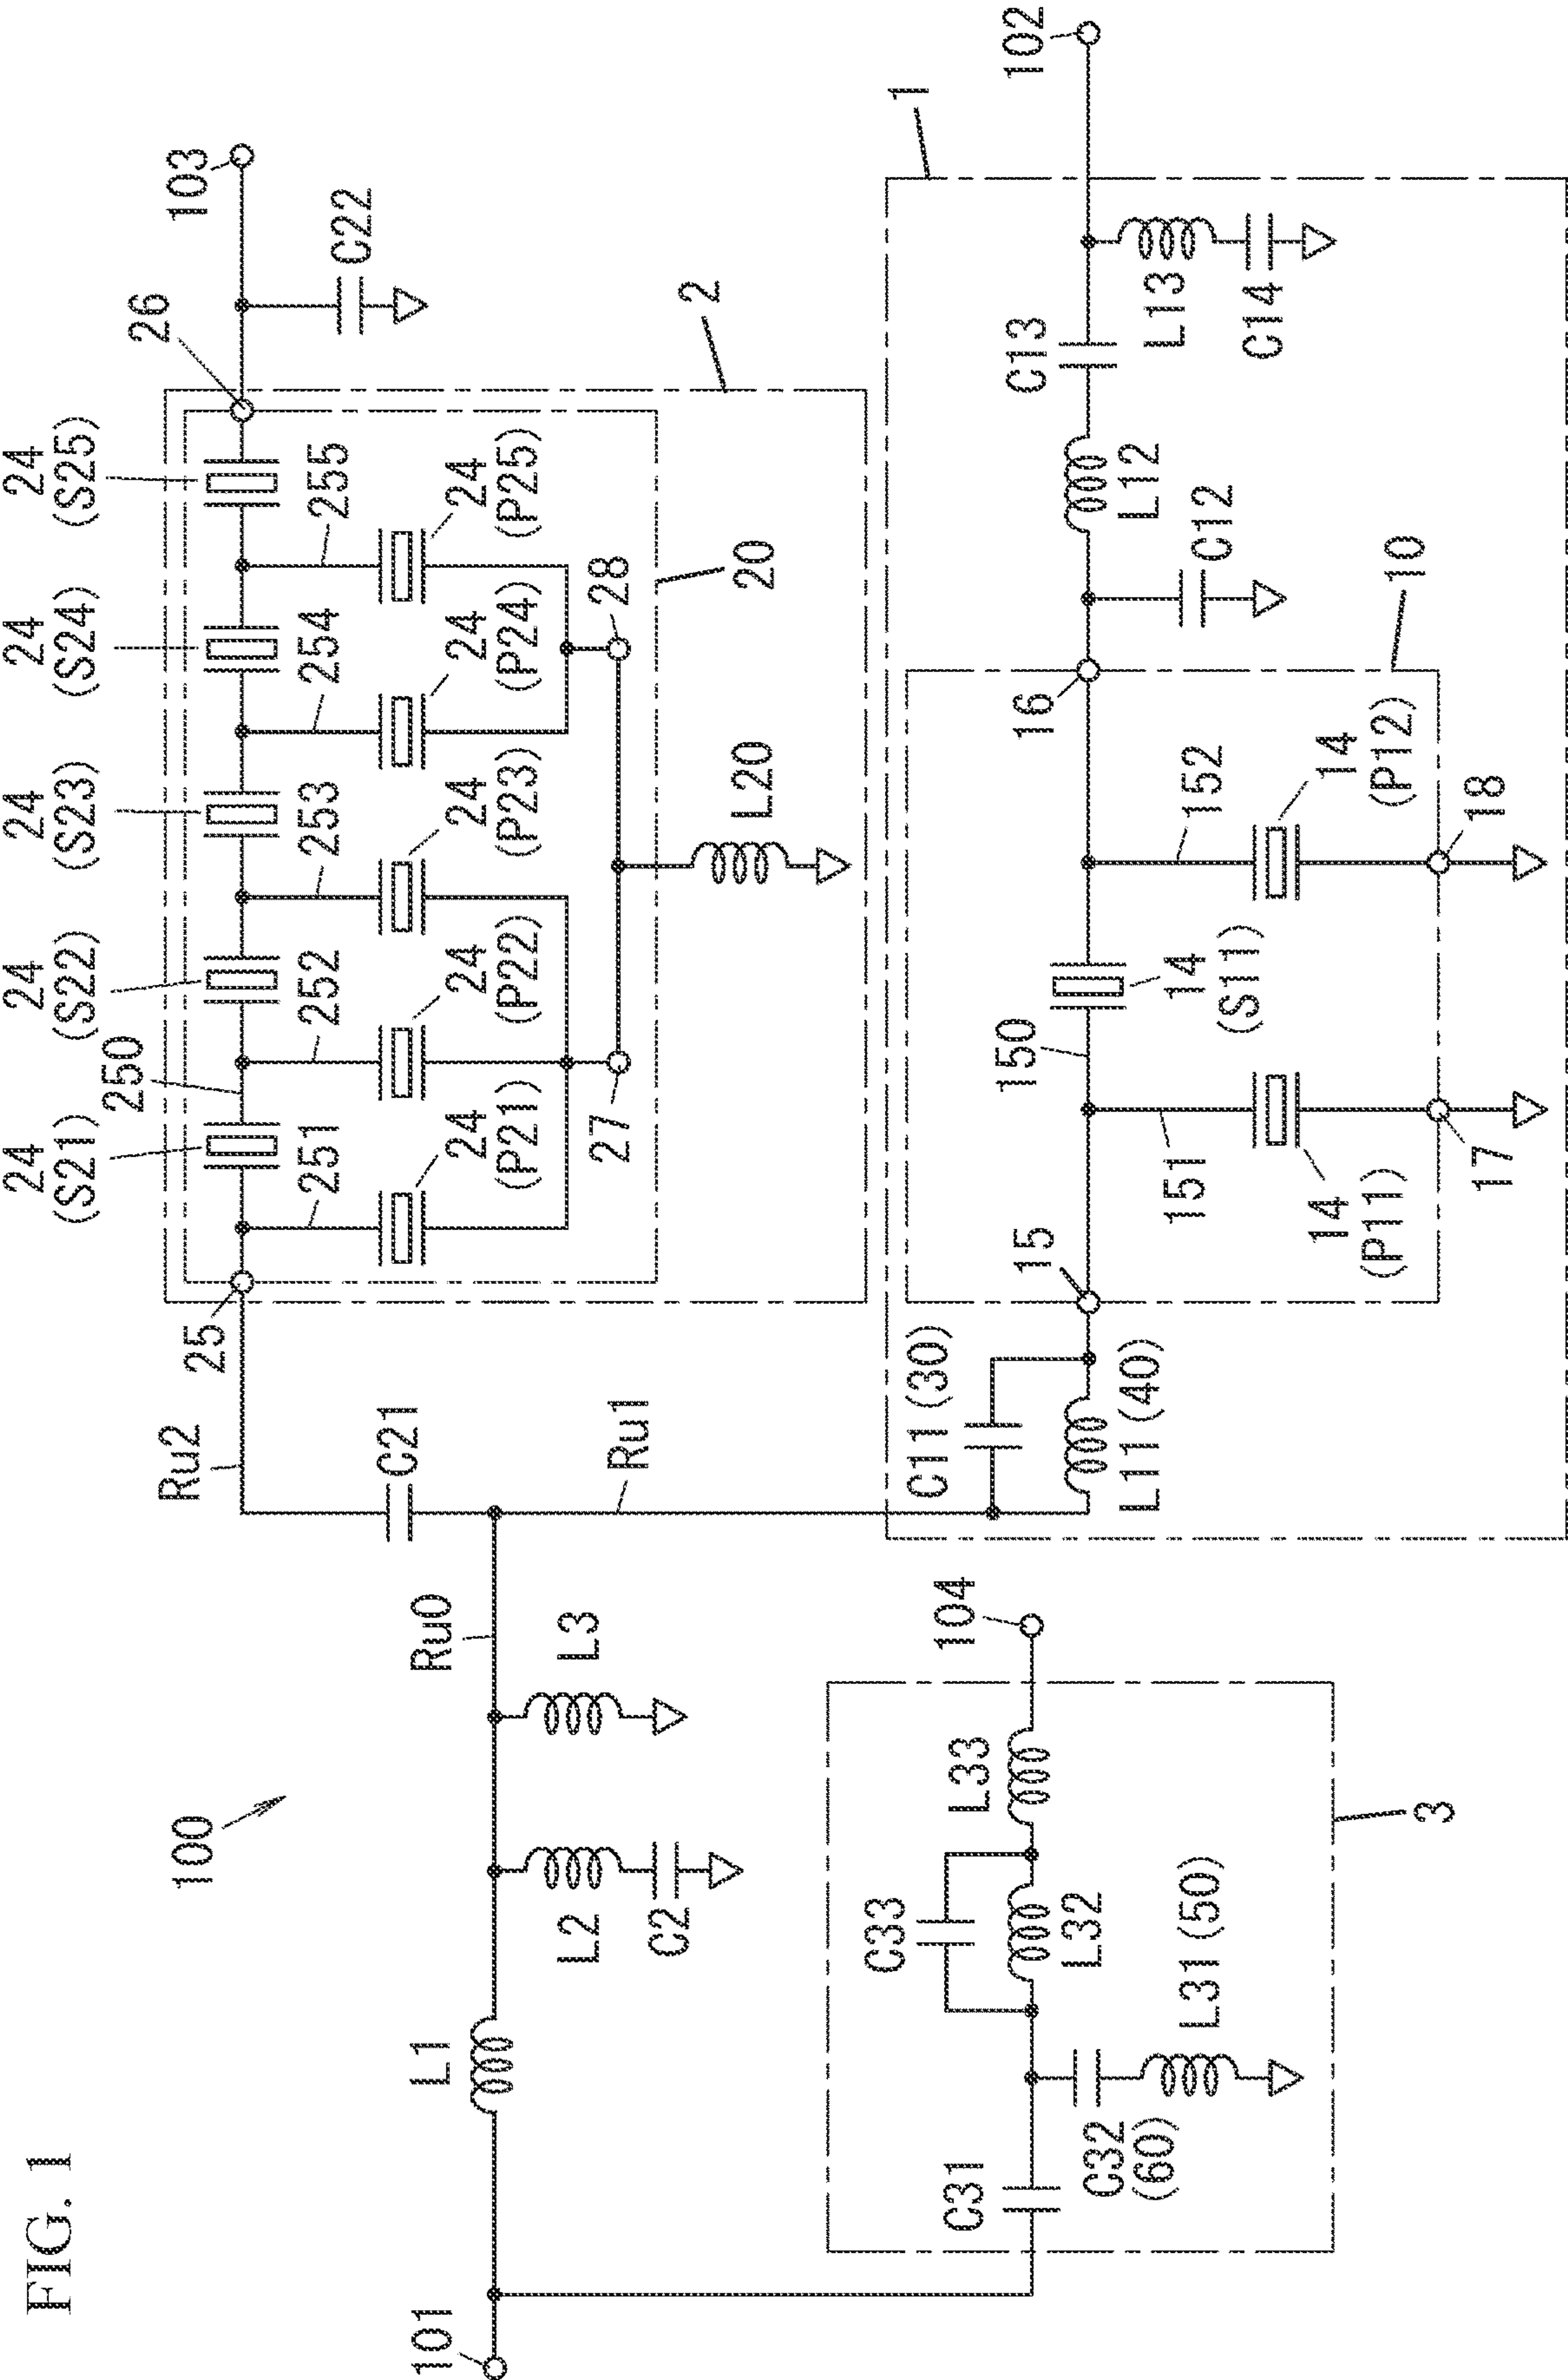 FIG. 1
100
101
L1
L2
C2
L3
Ru0
Ru2
C21
Ru1
24
(S21)
24
(S22)
24
(S23)
24
(S24)
24
(S25)
250
25
26
103
C22
251
252
253
254
255
24
(P21)
24
(P22)
24
(P23)
24
(P24)
24
(P25)
27
28
20
2
L20
C31
C32
(60)
L31(50)
C33
L32
L33
104
3
C11(30)
L11(40)
15
150
14
(S11)
151
14
(P11)
17
152
14
(P12)
18
16
10
C12
L12
C13
L13
C14
1
102